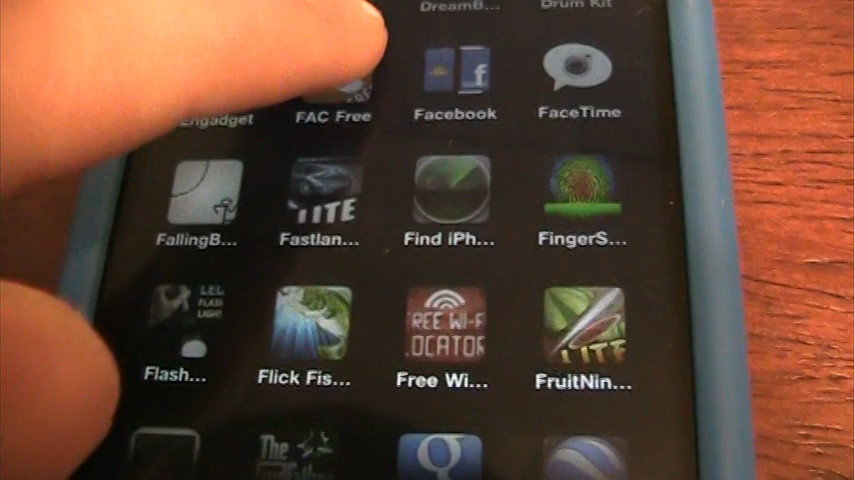 DreamB... Drum Kit
Engadget FAC Free Facebook FaceTime
LITE
FallingB... Fastlan... Find iPh... FingerS...
LED
FLASH
LIGHT
FREE WI-F
LOCATOR
LITE
Flash... Flick Fis... Free Wi... FruitNin...
The
g